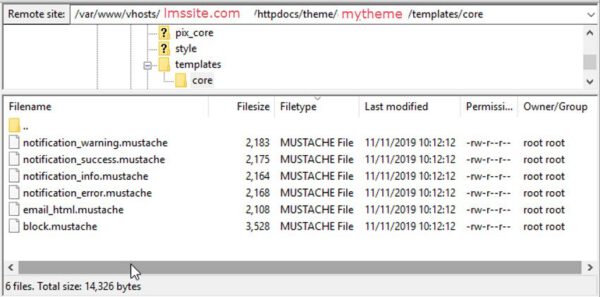 Remote site: /var/www/vhosts/ lmssite.com /httpdocs/theme/ mytheme /templates/core
? pix_core
? style
templates
core
Filename Filesize Filetype Last modified Permissi... Owner/Group
..
notification_warning.mustache 2,183 MUSTACHE File 11/11/2019 10:12:12 -rw-r--r-- root root
notification_success.mustache 2,175 MUSTACHE File 11/11/2019 10:12:12 -rw-r--r-- root root
notification_info.mustache 2,164 MUSTACHE File 11/11/2019 10:12:12 -rw-r--r-- root root
notification_error.mustache 2,168 MUSTACHE File 11/11/2019 10:12:12 -rw-r--r-- root root
email_html.mustache 2,108 MUSTACHE File 11/11/2019 10:12:12 -rw-r--r-- root root
block.mustache 3,528 MUSTACHE File 11/11/2019 10:12:12 -rw-r--r-- root root
6 files. Total size: 14,326 bytes